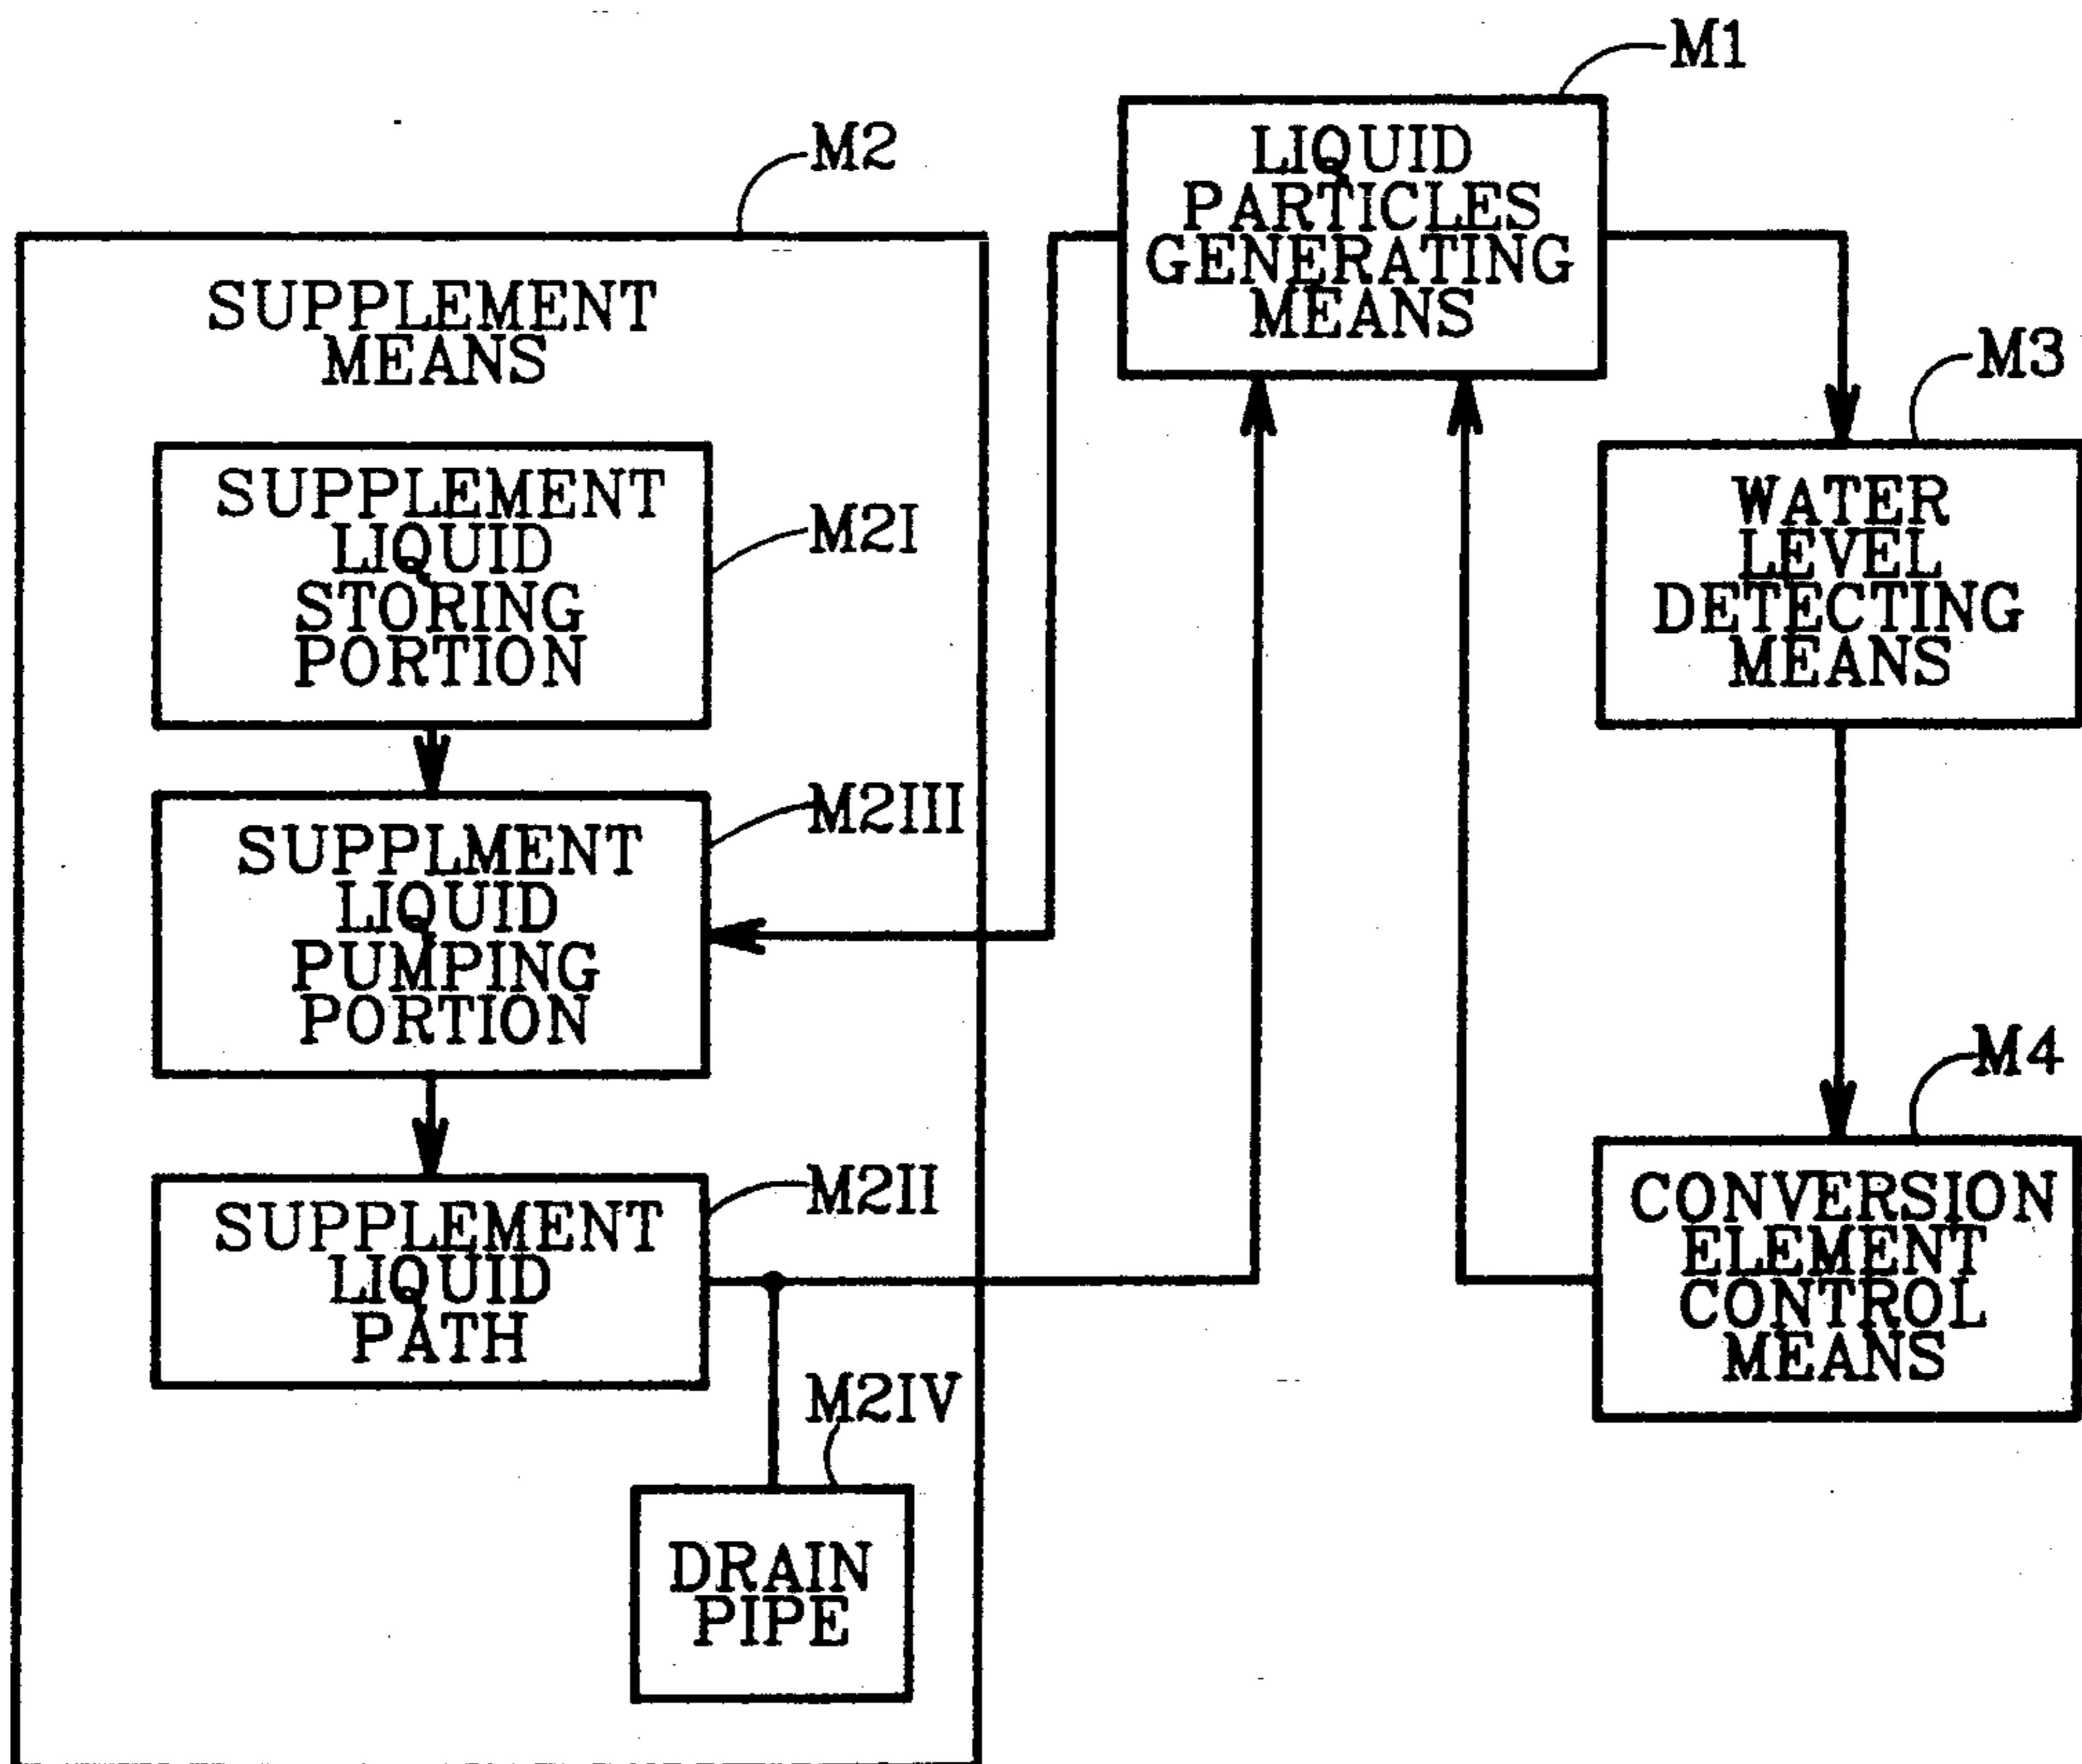 M1
LIQUID
PARTICLES
GENERATING
MEANS
M2
SUPPLEMENT
MEANS
M3
WATER
LEVEL
DETECTING
MEANS
SUPPLEMENT
LIQUID
STORING
PORTION
M2I
SUPPLMENT
LIQUID
PUMPING
PORTION
M2III
M4
CONVERSION
ELEMENT
CONTROL
MEANS
SUPPLEMENT
LIQUID
PATH
M2II
M2IV
DRAIN
PIPE